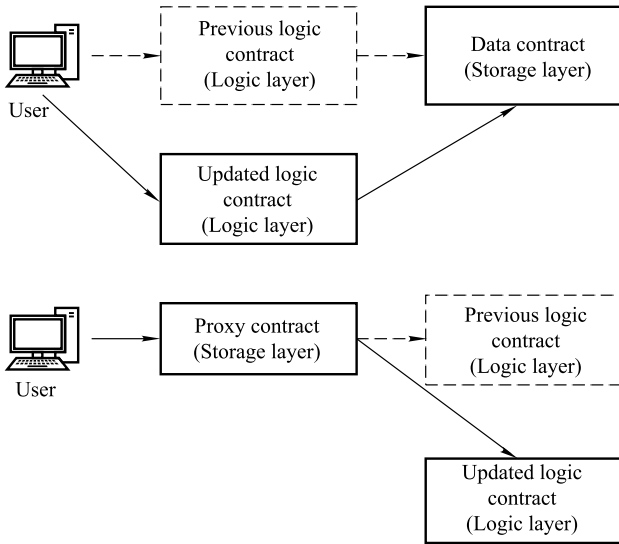 Previous logic
contract
(Logic layer)
Data contract
(Storage layer)
User
Updated logic
contract
(Logic layer)
Proxy contract
(Storage layer)
Previous logic
contract
(Logic layer)
User
Updated logic
contract
(Logic layer)